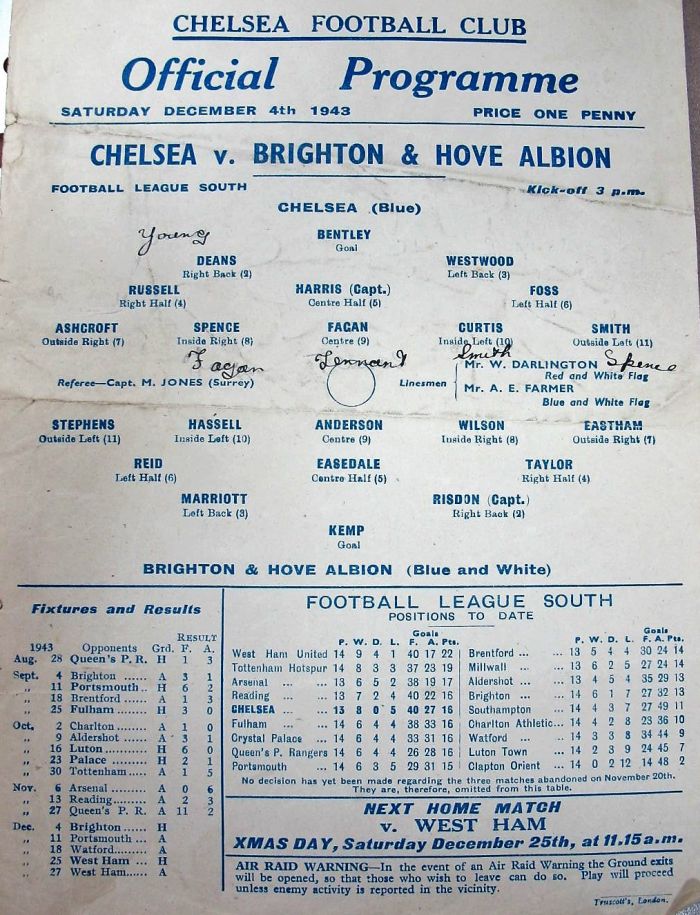 CHELSEA FOOTBALL CLUB
Official Programme
SATURDAY DECEMBER 4th 1943 PRICE ONE PENNY
CHELSEA v. BRIGHTON & HOVE ALBION
FOOTBALL LEAGUE SOUTH Kick-off 3 p.m.
CHELSEA (Blue)
Young BENTLEY
Goal
DEANS WESTWOOD
Right Back (2) Left Back (3)
RUSSELL HARRIS (Capt.) FOSS
Right Half (4) Centre Half (5) Left Half (6)
ASHCROFT SPENCE FAGAN CURTIS SMITH
Outside Right (7) Inside Right (8) Centre (9) Inside Left (10) Outside Left (11)
Fagan Tennant Smith Spence
Referee—Capt. M. JONES (Surrey) Linesmen Mr. W. DARLINGTON
Red and White Flag
Mr. A. E. FARMER
Blue and White Flag
STEPHENS HASSELL ANDERSON WILSON EASTHAM
Outside Left (11) Inside Left (10) Centre (9) Inside Right (8) Outside Right (7)
REID EASEDALE TAYLOR
Left Half (6) Centre Half (5) Right Half (4)
MARRIOTT RISDON (Capt.)
Left Back (3) Right Back (2)
KEMP
Goal
BRIGHTON & HOVE ALBION (Blue and White)
Fixtures and Results
RESULT
1943 Opponents Grd. F. A.
Aug. 28 Queen's P. R. H 1 3
Sept. 4 Brighton ...... A 3 1
„ 11 Portsmouth.. H 6 2
„ 18 Brentford ..... A 1 3
„ 25 Fulham ........ H 3 0
Oct. 2 Charlton ....... A 1 0
„ 9 Aldershot ...... A 3 1
„ 16 Luton .......... H 6 0
„ 23 Palace ......... H 2 1
„ 30 Tottenham..... A 1 5
Nov. 6 Arsenal ......... A 0 6
„ 13 Reading......... A 2 3
„ 27 Queen's P. R. A 11 2
Dec. 4 Brighton ...... H
„ 11 Portsmouth ... A
„ 18 Watford......... A
„ 25 West Ham ... H
„ 27 West Ham...... A
FOOTBALL LEAGUE SOUTH
POSITIONS TO DATE
Goals
P. W. D. L. F. A. Pts.
West Ham United 14 9 4 1 40 17 22
Tottenham Hotspur 14 8 3 3 37 23 19
Arsenal ... ... 13 6 5 2 38 19 17
Reading ... ... 13 7 2 4 40 22 16
CHELSEA ... ... 13 8 0 5 40 27 16
Fulham ... ... 14 6 4 4 38 33 16
Crystal Palace ... 14 6 4 4 33 31 16
Queen's P. Rangers 14 6 4 4 26 28 16
Portsmouth ... 14 6 3 5 29 31 15
Goals
P. W. D. L. F. A. Pts.
Brentford ... ... 13 5 4 4 30 24 14
Millwall ... ... 13 6 2 5 27 24 14
Aldershot ... ... 13 4 5 4 35 29 13
Brighton ... ... 14 6 1 7 27 32 13
Southampton ... 14 4 3 7 27 49 11
Charlton Athletic... 14 4 2 8 23 36 10
Watford ... ... 14 3 3 8 34 44 9
Luton Town ... 14 2 3 9 24 45 7
Clapton Orient ... 14 0 2 12 14 48 2
No decision has yet been made regarding the three matches abandoned on November 20th.
They are, therefore, omitted from this table.
NEXT HOME MATCH
v. WEST HAM
XMAS DAY, Saturday December 25th, at 11.15 a.m.
AIR RAID WARNING—In the event of an Air Raid Warning the Ground exits
will be opened, so that those who wish to leave can do so. Play will proceed
unless enemy activity is reported in the vicinity.
Truscott's, London.